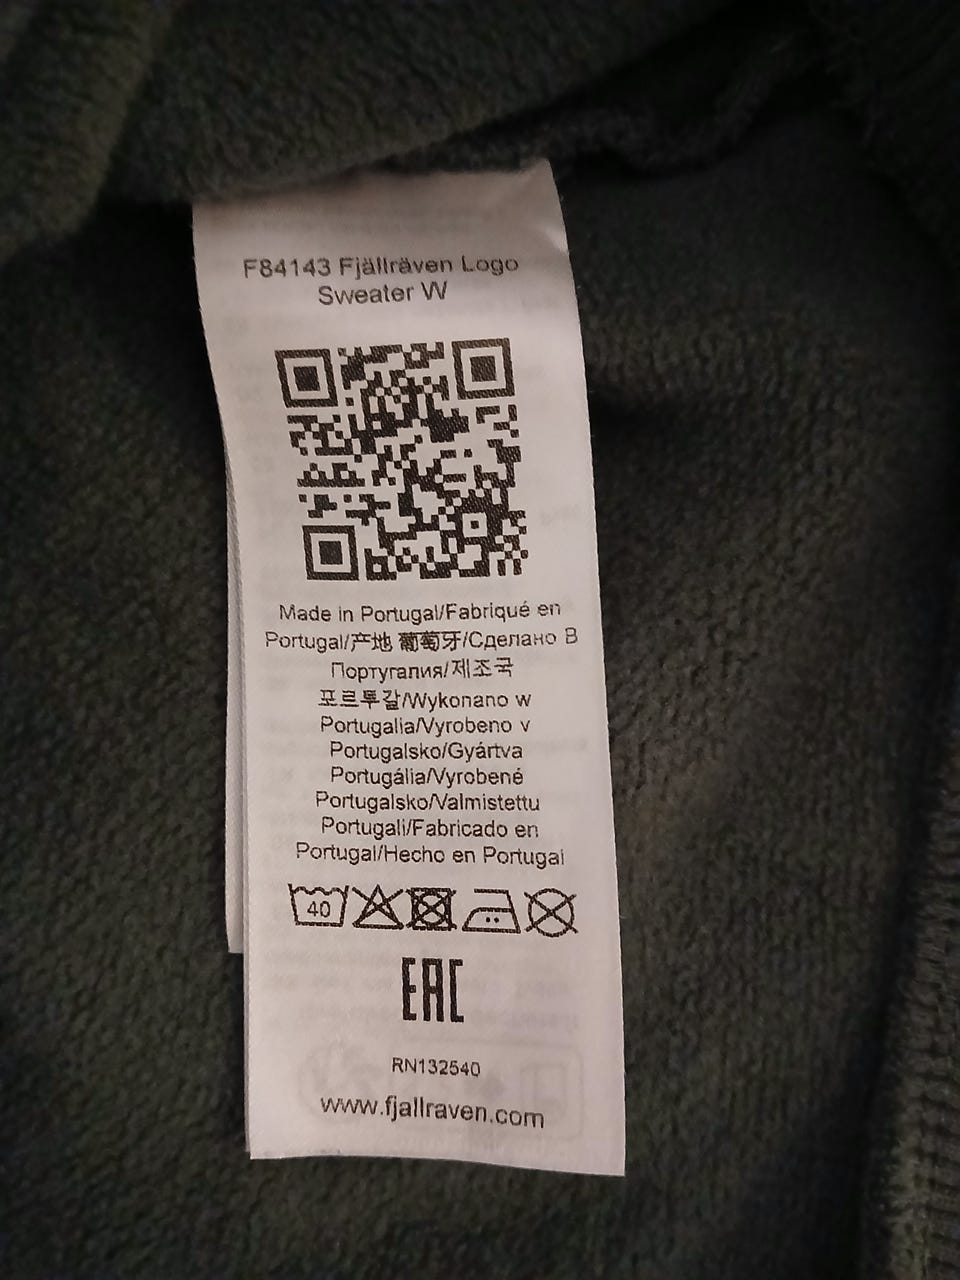 F84143 Fjällräven Logo
Sweater W
Made in Portugal/Fabriqué en
Portugal/产地 葡萄牙/Сделано В
Португалия/제조국
포르투갈/Wykonano w
Portugalia/Vyrobeno v
Portugalsko/Gyártva
Portugália/Vyrobené
Portugalsko/Valmistettu
Portugali/Fabricado en
Portugal/Hecho en Portugal
40
EAC
RN132540
www.fjallraven.com